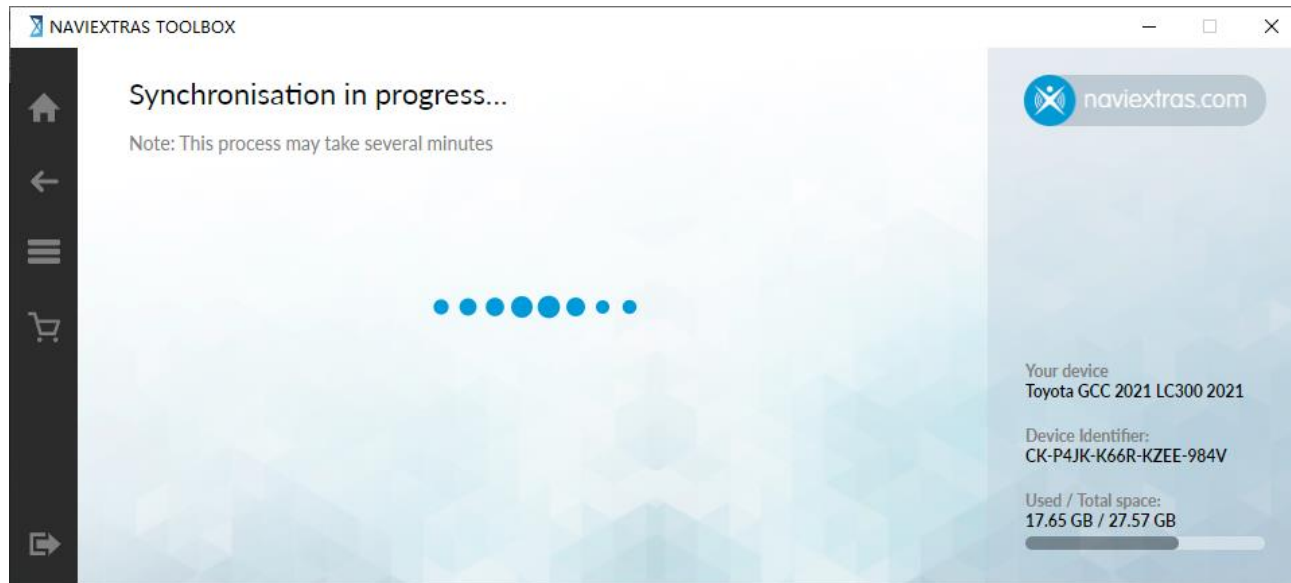 NAVIEXTRAS TOOLBOX
Synchronisation in progress...
Note: This process may take several minutes
naviextras.com
Your device
Toyota GCC 2021 LC300 2021
Device Identifier:
CK-P4JK-K66R-KZEE-984V
Used / Total space:
17.65 GB / 27.57 GB